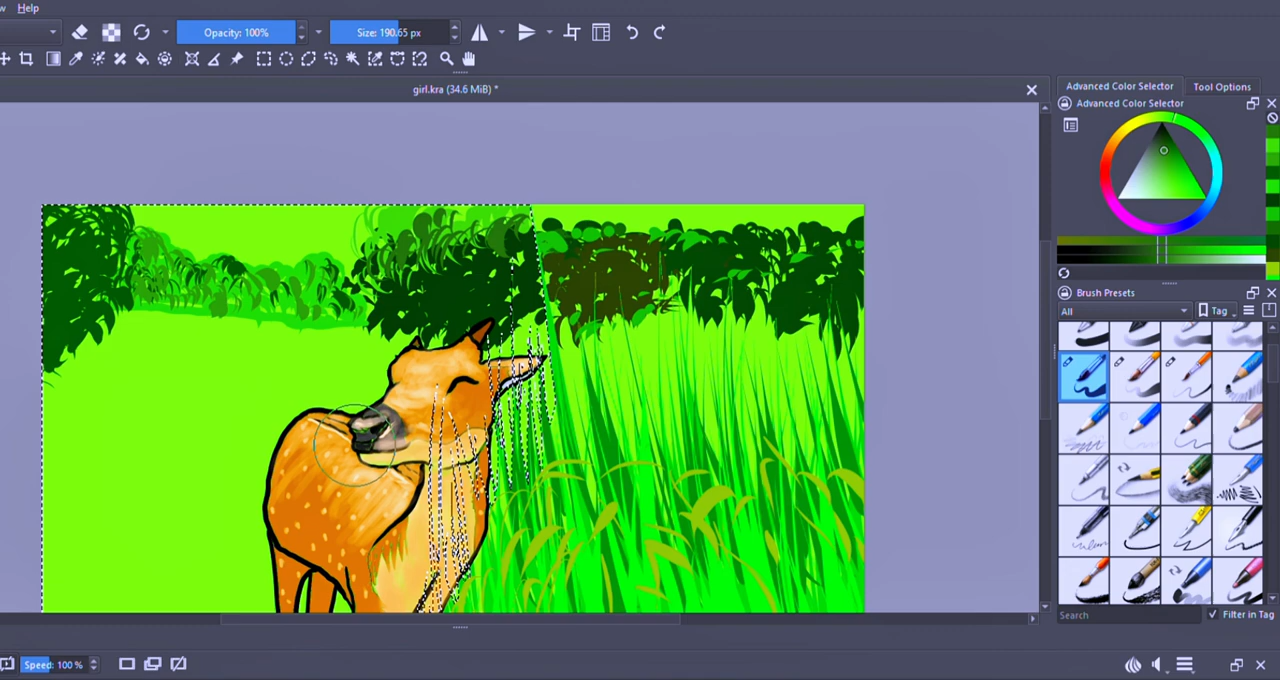 w Help
Opacity: 100% Size: 190.65 px
girl.kra (34.6 MiB) *
Advanced Color Selector Tool Options
Advanced Color Selector
Brush Presets
All Tag
Search Filter in Tag
Speed: 100 %